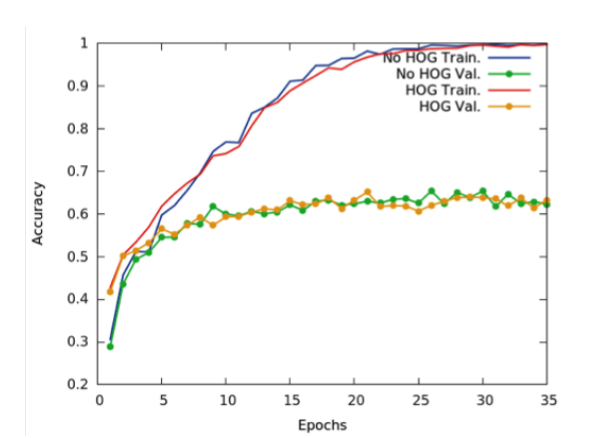 1
0.9
0.8
0.7
0.6
0.5
0.4
0.3
0.2
0 5 10 15 20 25 30 35
Accuracy
Epochs
No HOG Train.
No HOG Val.
HOG Train.
HOG Val.